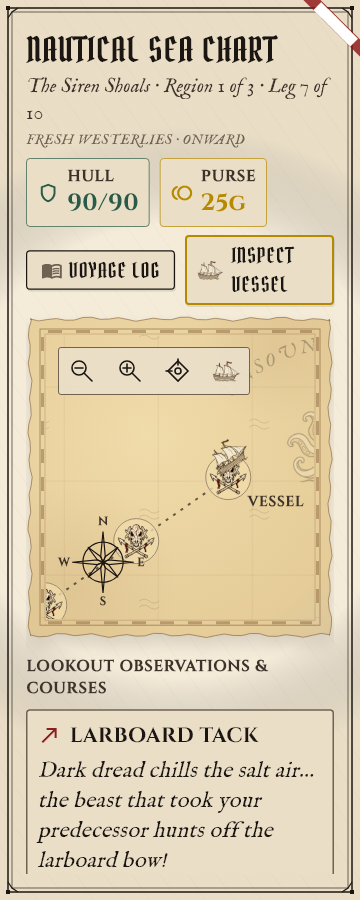 NAUTICAL SEA CHART
The Siren Shoals · Region 1 of 3 · Leg 7 of
10
FRESH WESTERLIES · ONWARD
HULL
90/90
PURSE
25G
VOYAGE LOG
INSPECT
VESSEL
VESSEL
N
W
E
S
LOOKOUT OBSERVATIONS &
COURSES
LARBOARD TACK
Dark dread chills the salt air...
the beast that took your
predecessor hunts off the
larboard bow!